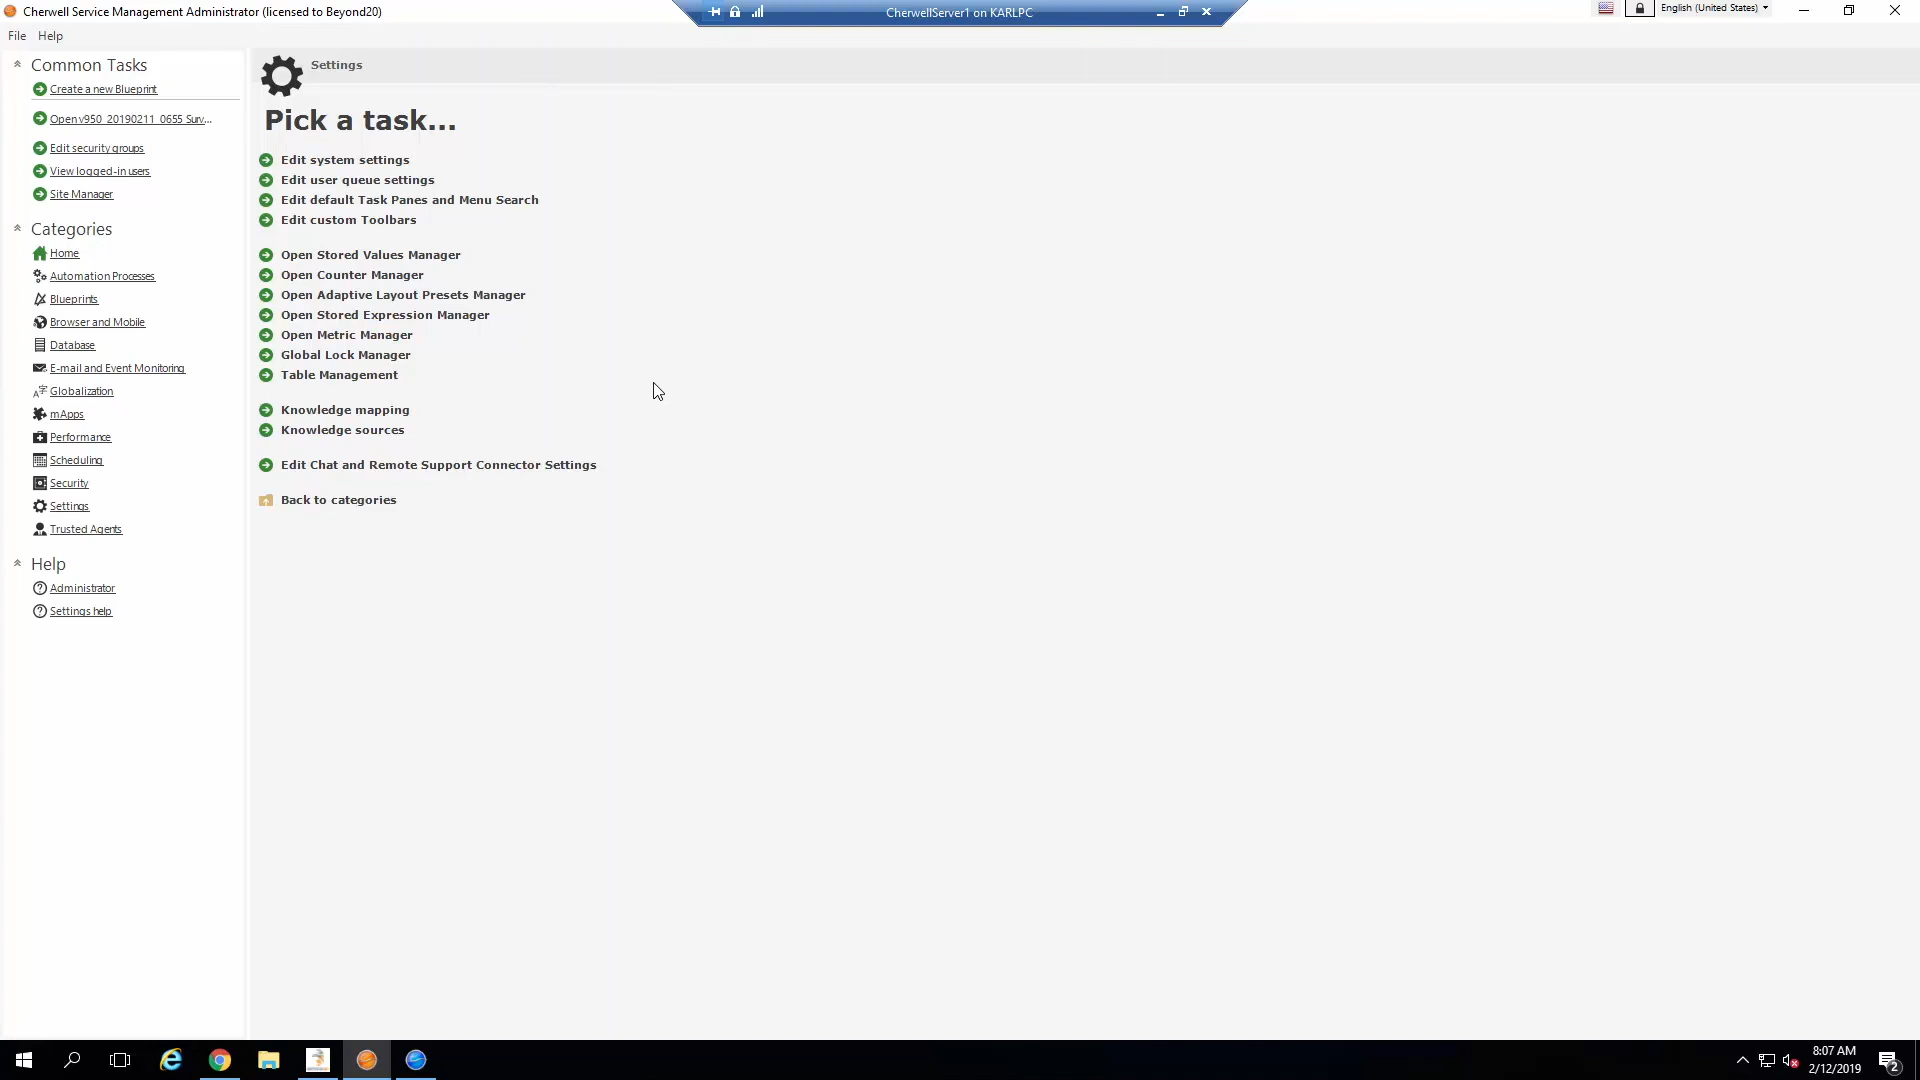 Cherwell Service Management Administrator (licensed to Beyond20)
CherwellServer1 on KARLPC
English (United States)
File Help
Common Tasks
Create a new Blueprint
Open v950_20190211_0655 Surv...
Edit security groups
View logged-in users
Site Manager
Categories
Home
Automation Processes
Blueprints
Browser and Mobile
Database
E-mail and Event Monitoring
Globalization
mApps
Performance
Scheduling
Security
Settings
Trusted Agents
Help
Administrator
Settings help
Settings
Pick a task...
Edit system settings
Edit user queue settings
Edit default Task Panes and Menu Search
Edit custom Toolbars
Open Stored Values Manager
Open Counter Manager
Open Adaptive Layout Presets Manager
Open Stored Expression Manager
Open Metric Manager
Global Lock Manager
Table Management
Knowledge mapping
Knowledge sources
Edit Chat and Remote Support Connector Settings
Back to categories
8:07 AM
2/12/2019
2